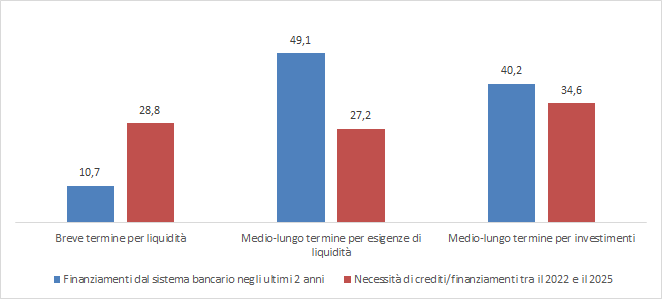 49,1
40,2
34,6
28,8
27,2
10,7
Breve termine per liquidità
Medio-lungo termine per esigenze di
liquidità
Medio-lungo termine per investimenti
Finanziamenti dal sistema bancario negli ultimi 2 anni
Necessità di crediti/finanziamenti tra il 2022 e il 2025